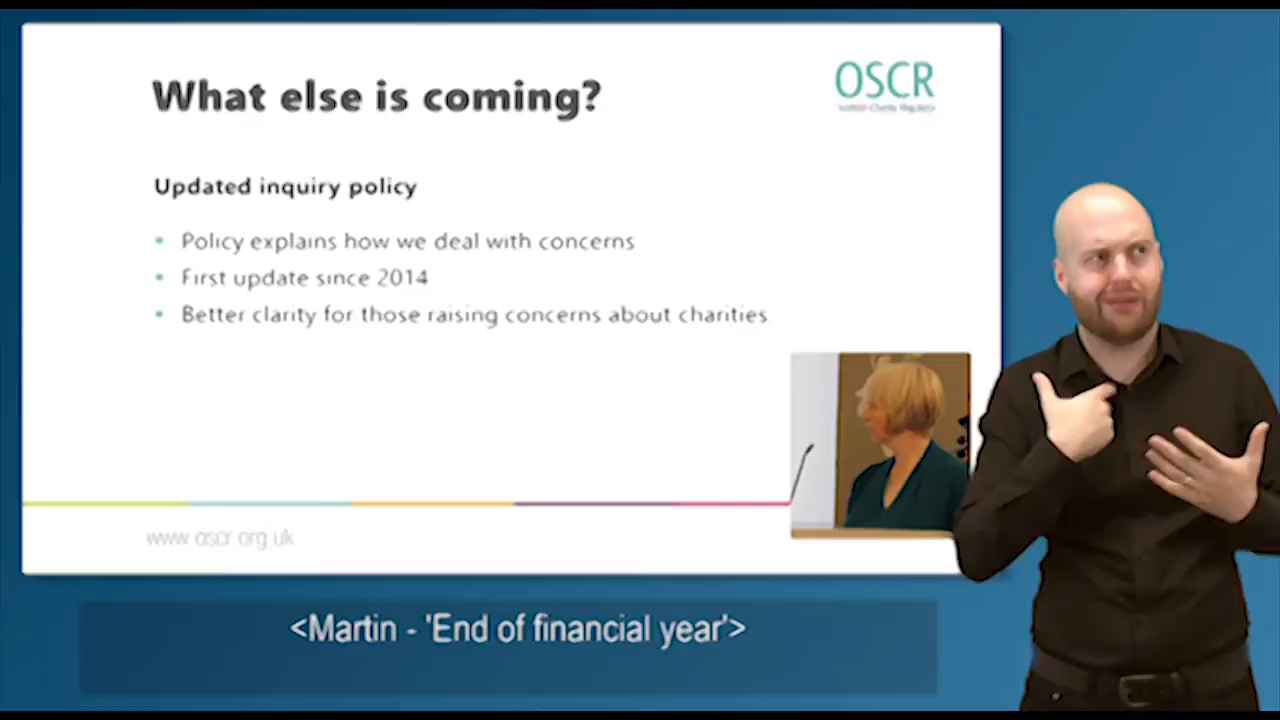 What else is coming?
OSCR
Scottish Charity Regulator
Updated inquiry policy
• Policy explains how we deal with concerns
• First update since 2014
• Better clarity for those raising concerns about charities
www.oscr.org.uk
<Martin - 'End of financial year'>